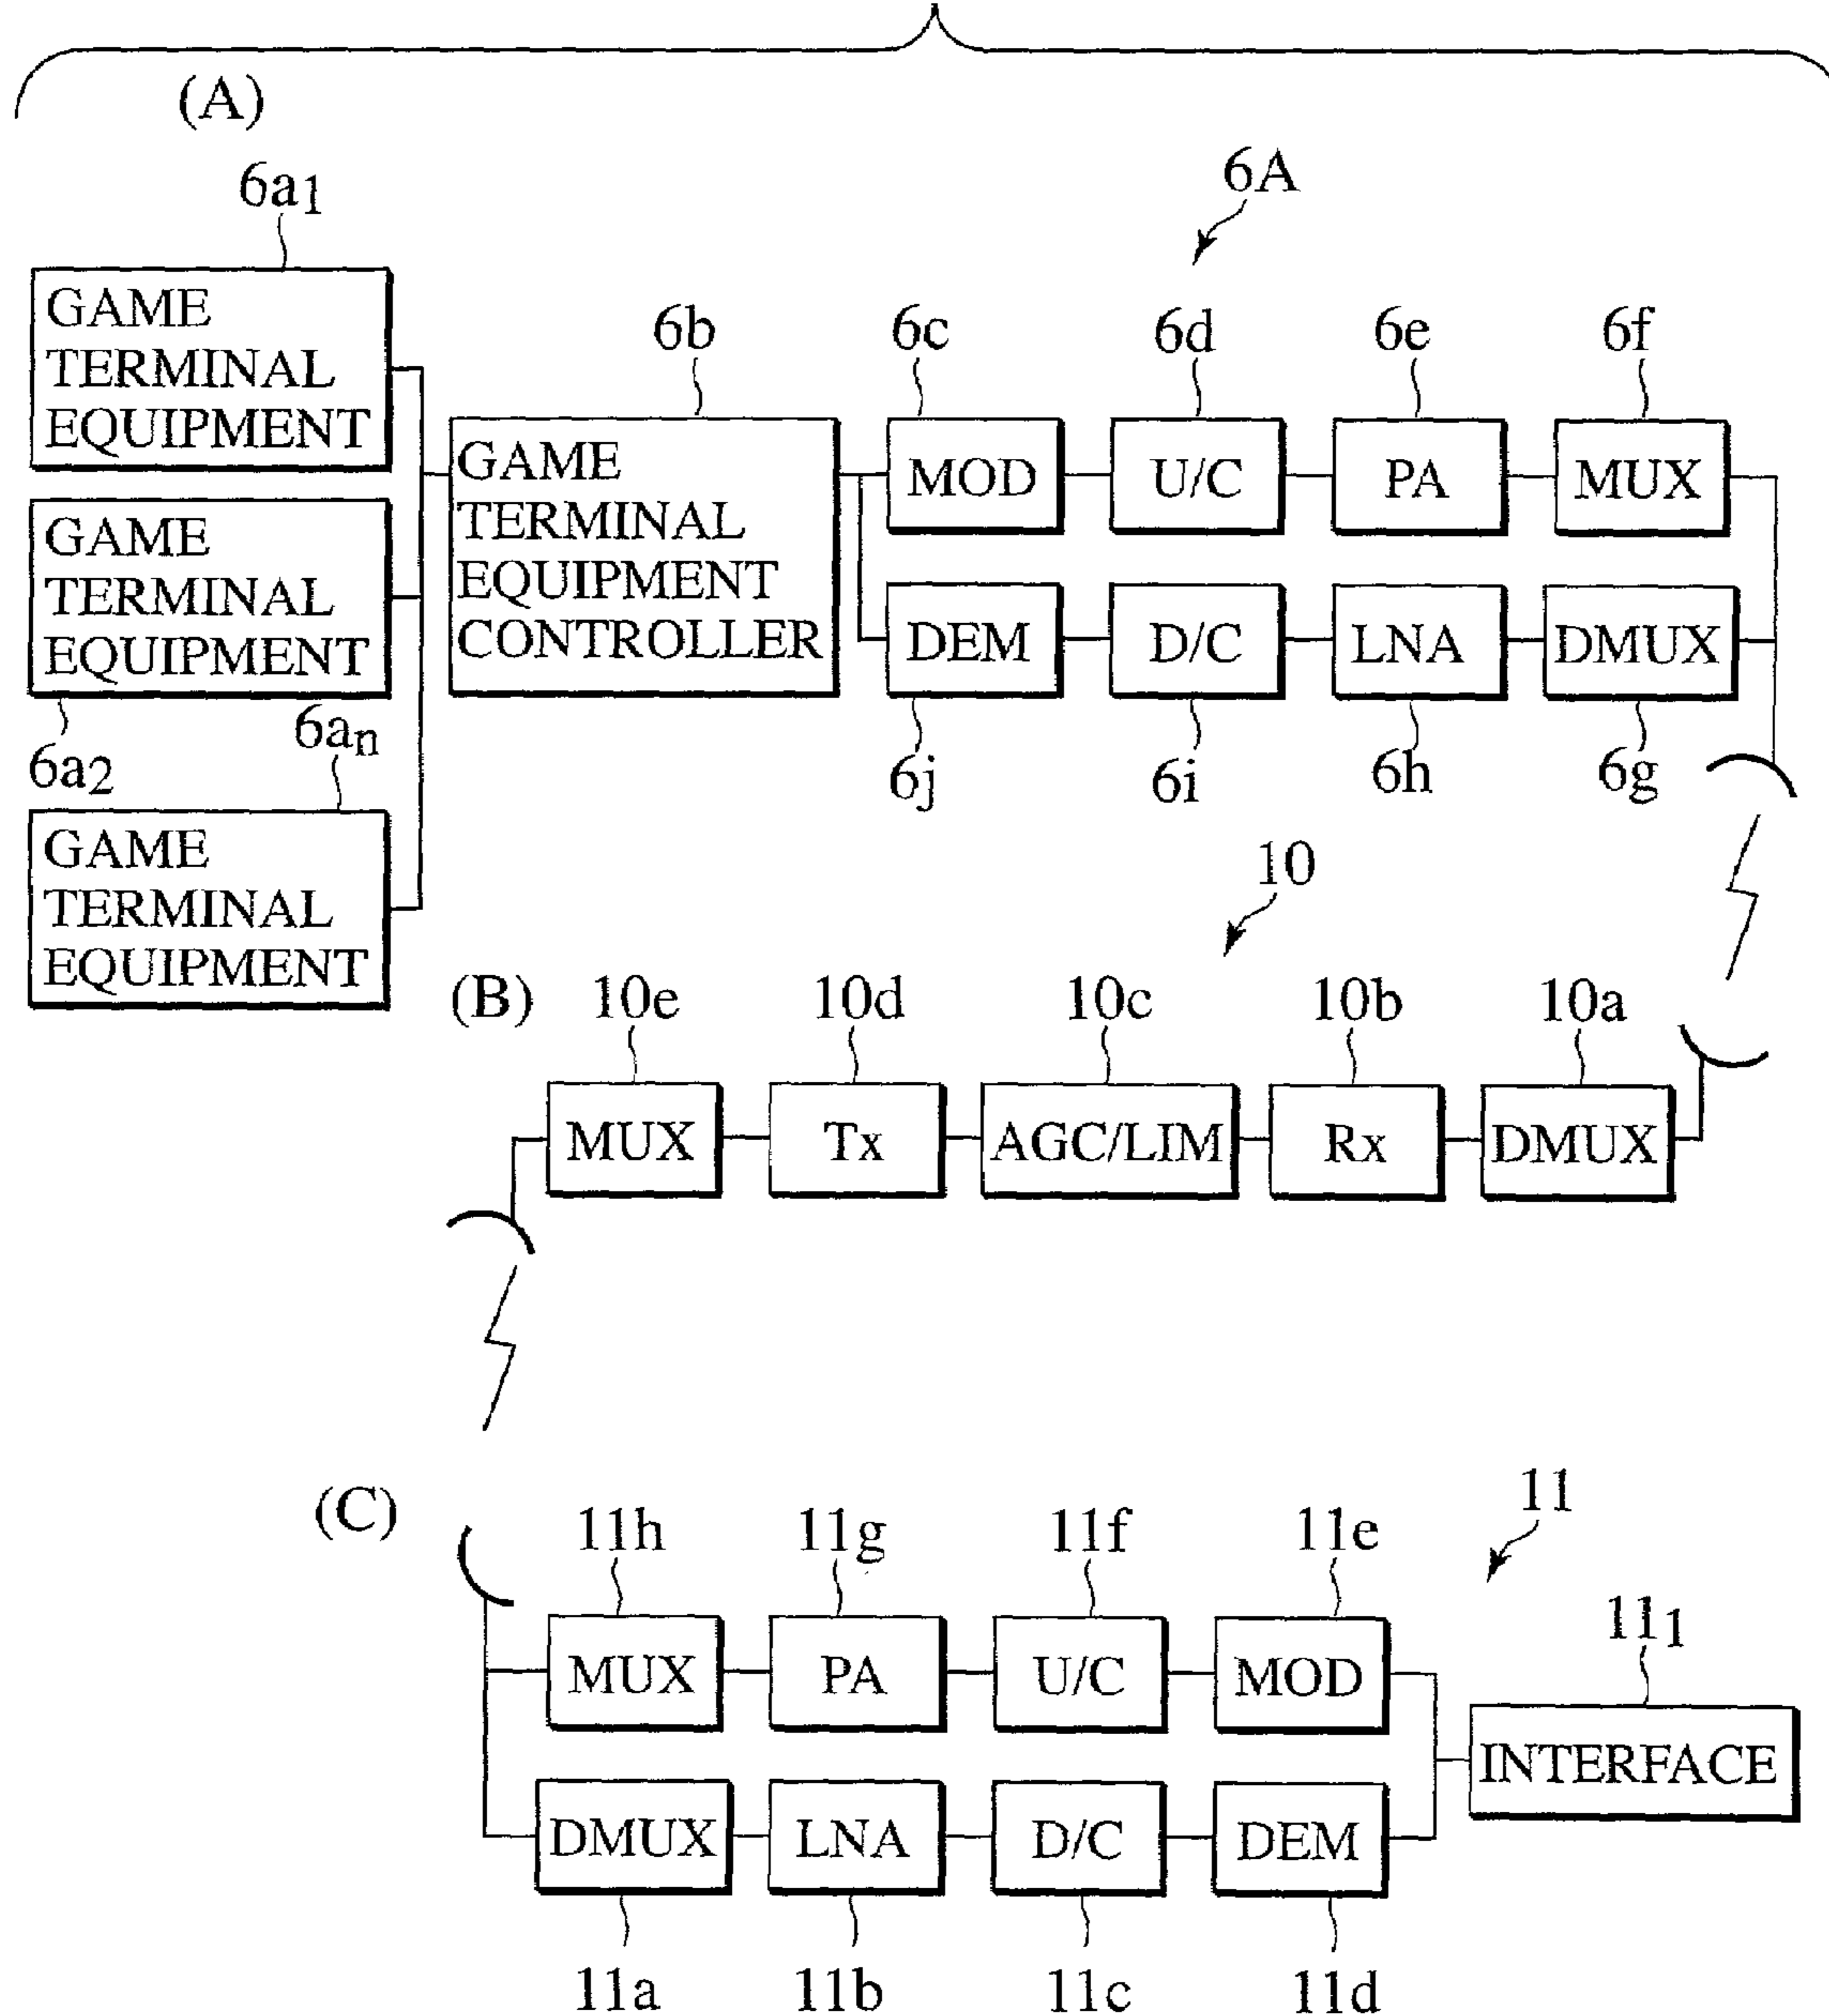 (A)
6A
6a1
GAME
TERMINAL
EQUIPMENT
6b
6c
6d
6e
6f
GAME
TERMINAL
EQUIPMENT
CONTROLLER
MOD
U/C
PA
MUX
GAME
TERMINAL
EQUIPMENT
DEM
D/C
LNA
DMUX
6a2
6an
6j
6i
6h
6g
GAME
TERMINAL
EQUIPMENT
10
(B)
10e
10d
10c
10b
10a
MUX
Tx
AGC/LIM
Rx
DMUX
(C)
11
11h
11g
11f
11e
111
MUX
PA
U/C
MOD
INTERFACE
DMUX
LNA
D/C
DEM
11a
11b
11c
11d